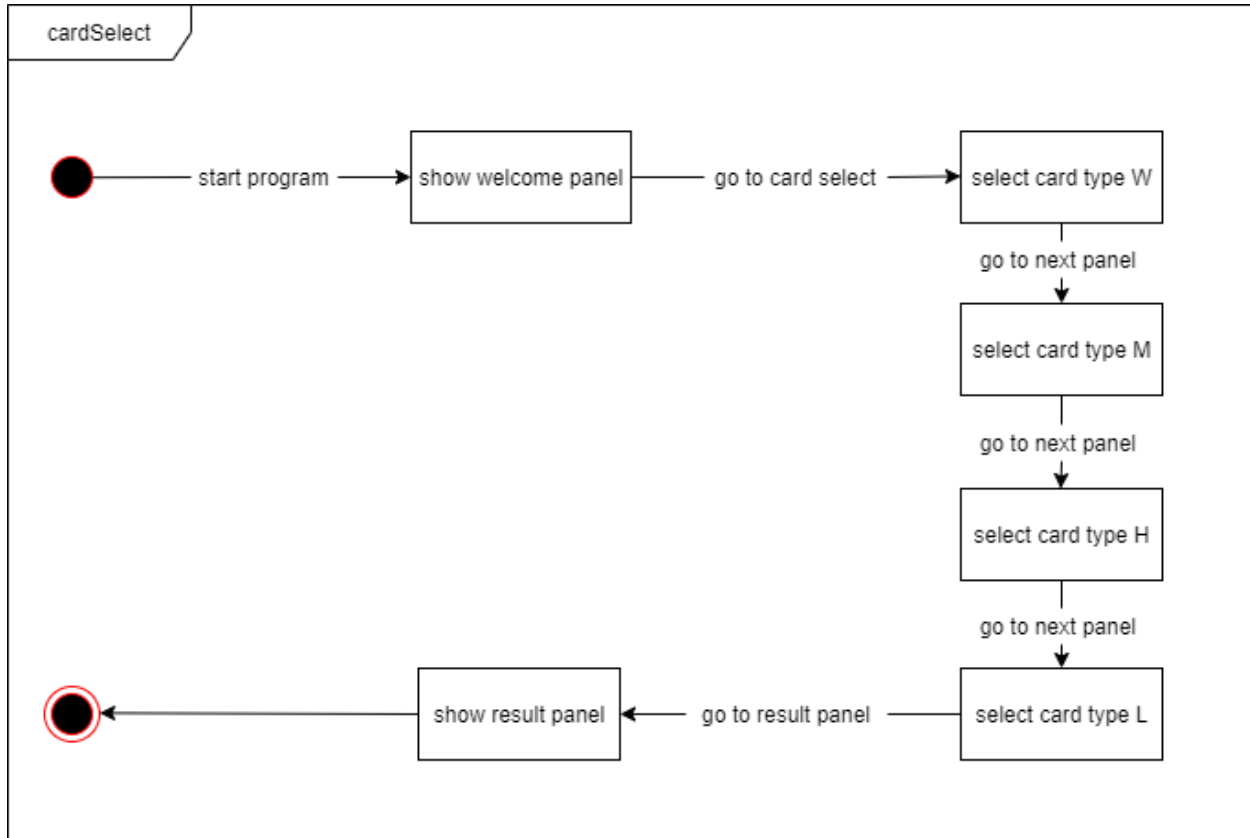 cardSelect
start program
show welcome panel
go to card select
select card type W
go to next panel
select card type M
go to next panel
select card type H
go to next panel
select card type L
go to result panel
show result panel